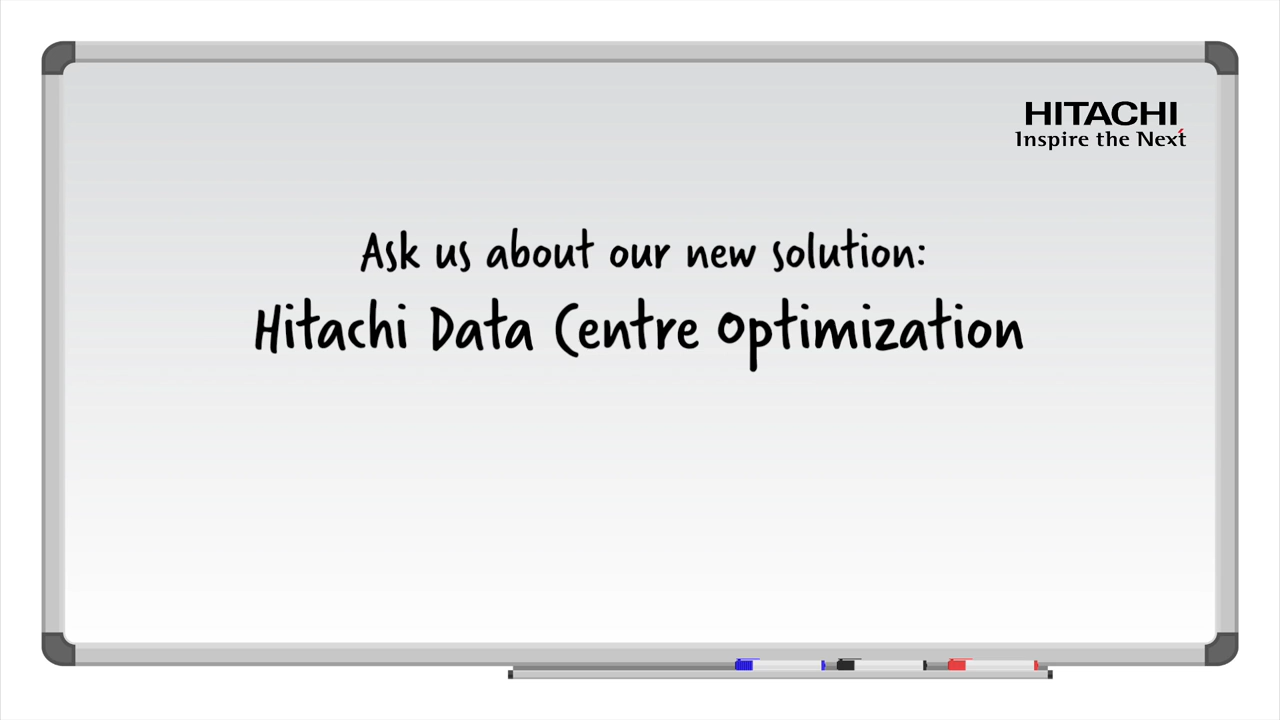 HITACHI
Inspire the Next
Ask us about our new solution:
Hitachi Data Centre Optimization